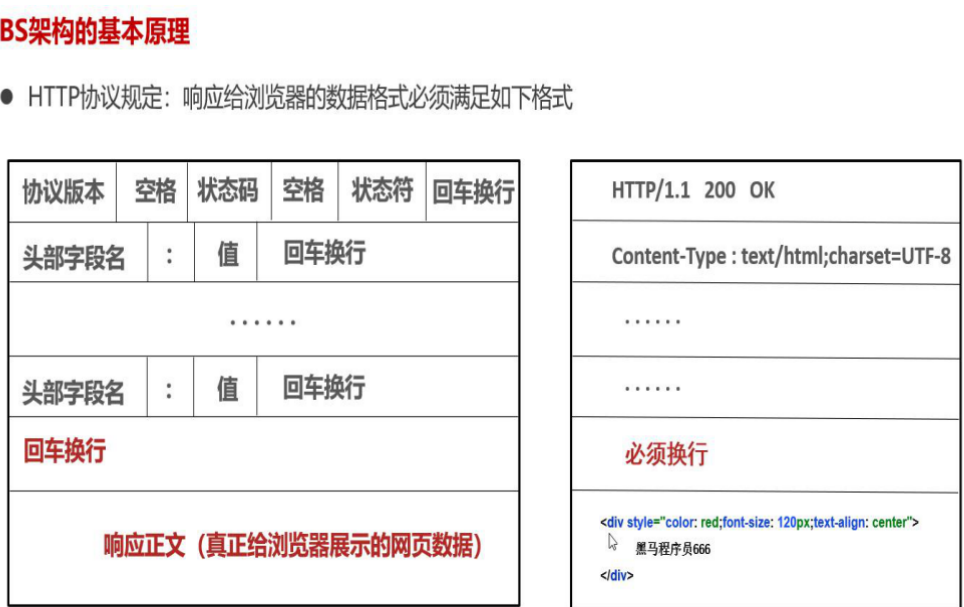 BS架构的基本原理
● HTTP协议规定：响应给浏览器的数据格式必须满足如下格式
协议版本 空格 状态码 空格 状态符 回车换行
头部字段名 : 值 回车换行
......
头部字段名 : 值 回车换行
回车换行
响应正文（真正给浏览器展示的网页数据）
HTTP/1.1 200 OK
Content-Type : text/html;charset=UTF-8
......
......
必须换行
<div style="color: red;font-size: 120px;text-align: center">
黑马程序员666
</div>